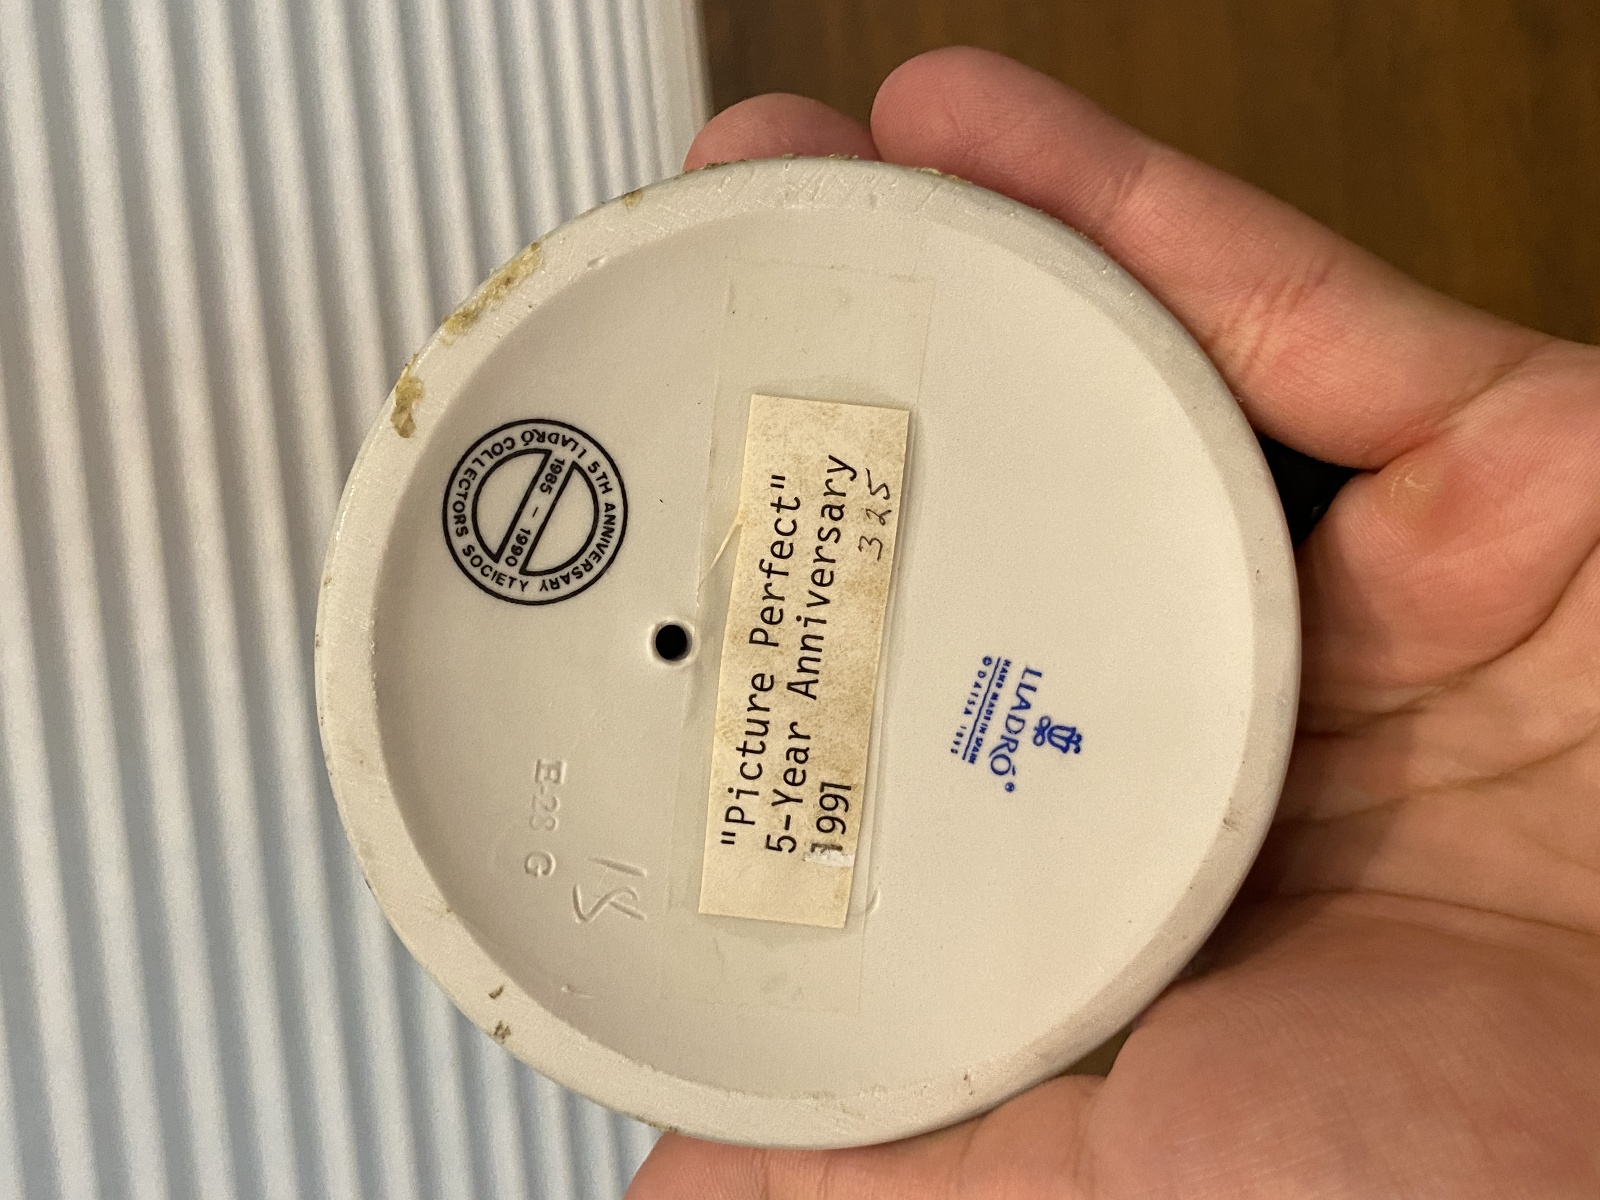 5TH ANNIVERSARY
LLADRÓ COLLECTORS SOCIETY
1985 - 1990
"Picture Perfect"
5-Year Anniversary
1991
325
LLADRÓ®
HAND MADE IN SPAIN
© DAISA
E-28 G